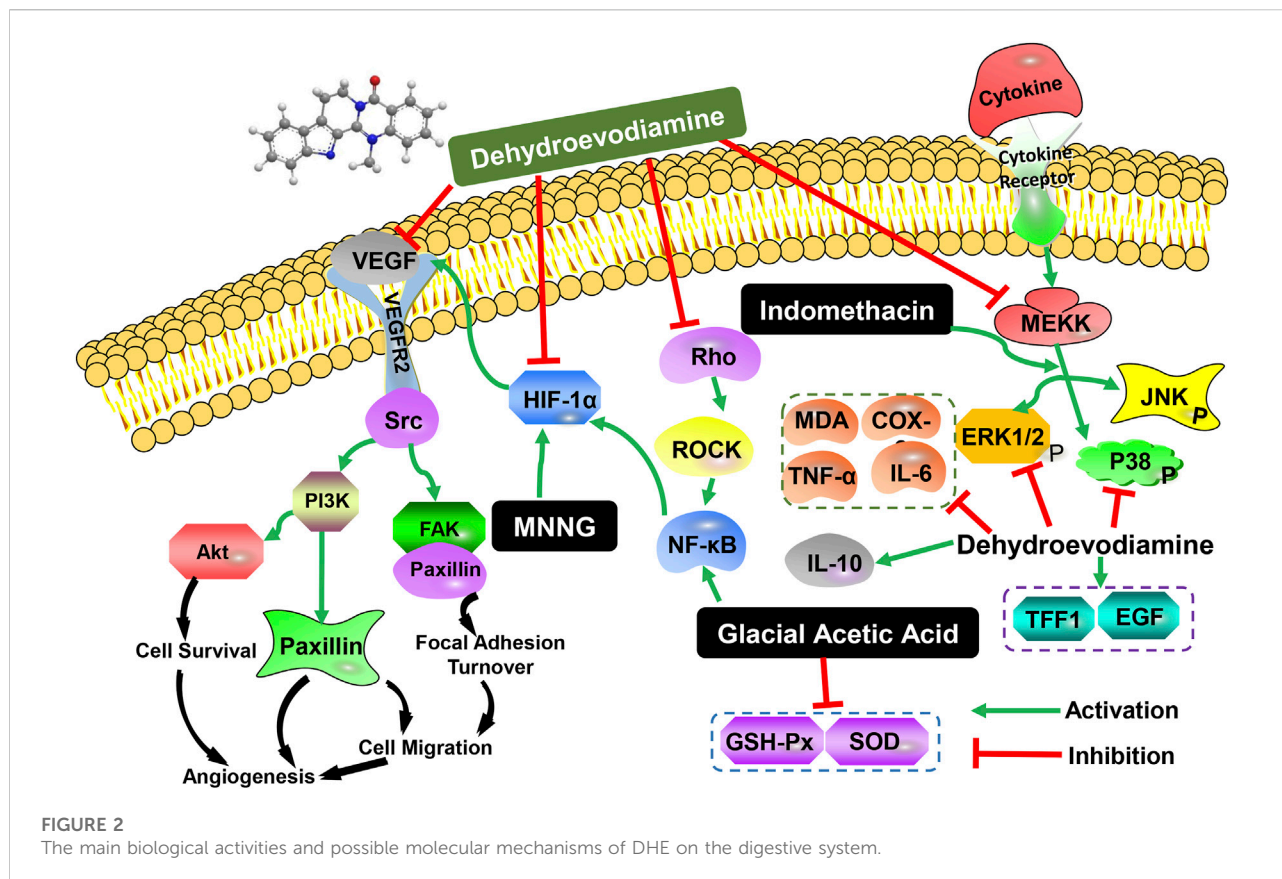 Cytokine
Dehydroevodiamine
Cytokine
Receptor
VEGF
VEGFR2
Indomethacin
MEKK
Rho
HIF-1α
JNK
P
Src
MDA
COX-
ERK1/2
P
ROCK
P38
P
TNF-α
IL-6
PI3K
MNNG
FAK
Akt
NF-κB
IL-10
Dehydroevodiamine
Paxillin
TFF1
EGF
Glacial Acetic Acid
Cell Survival
Paxillin
Focal Adhesion
Turnover
Activation
GSH-Px
SOD
Cell Migration
Inhibition
Angiogenesis
FIGURE 2
The main biological activities and possible molecular mechanisms of DHE on the digestive system.